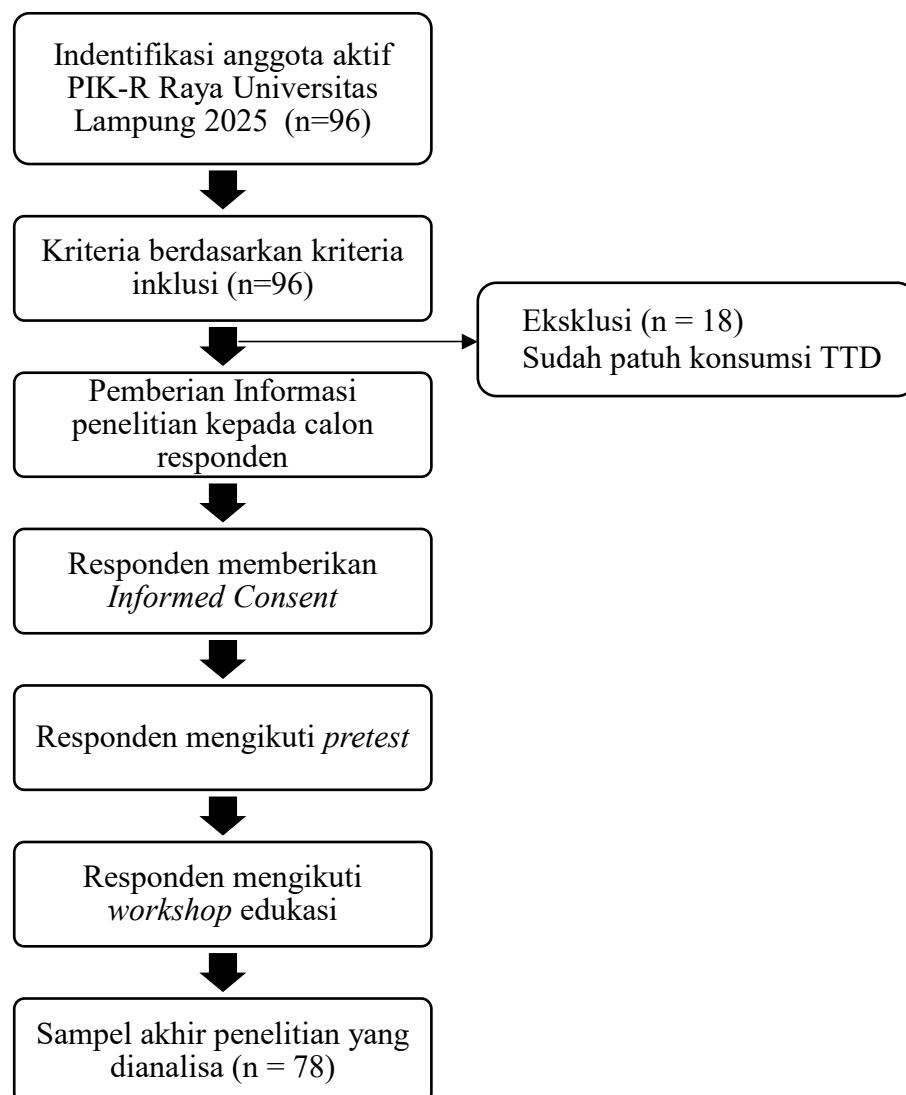 Indentifikasi anggota aktif
PIK-R Raya Universitas
Lampung 2025 (n=96)
Kriteria berdasarkan kriteria
inklusi (n=96)
Eksklusi (n = 18)
Sudah patuh konsumsi TTD
Pemberian Informasi
penelitian kepada calon
responden
Responden memberikan
Informed Consent
Responden mengikuti pretest
Responden mengikuti
workshop edukasi
Sampel akhir penelitian yang
dianalisa (n = 78)